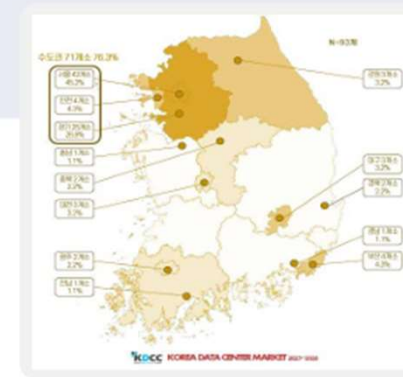 수도권 71개소 76.3%
N=93개
서울 42개소
45.2%
인천 4개소
4.3%
경기 25개소
26.9%
강원 3개소
3.2%
충남 1개소
1.1%
충북 3개소
3.2%
대전 3개소
3.2%
대구 3개소
3.2%
경북 2개소
2.2%
경남 1개소
1.1%
부산 4개소
4.3%
광주 2개소
2.2%
전남 1개소
1.1%
KDCC KOREA DATA CENTER MARKET